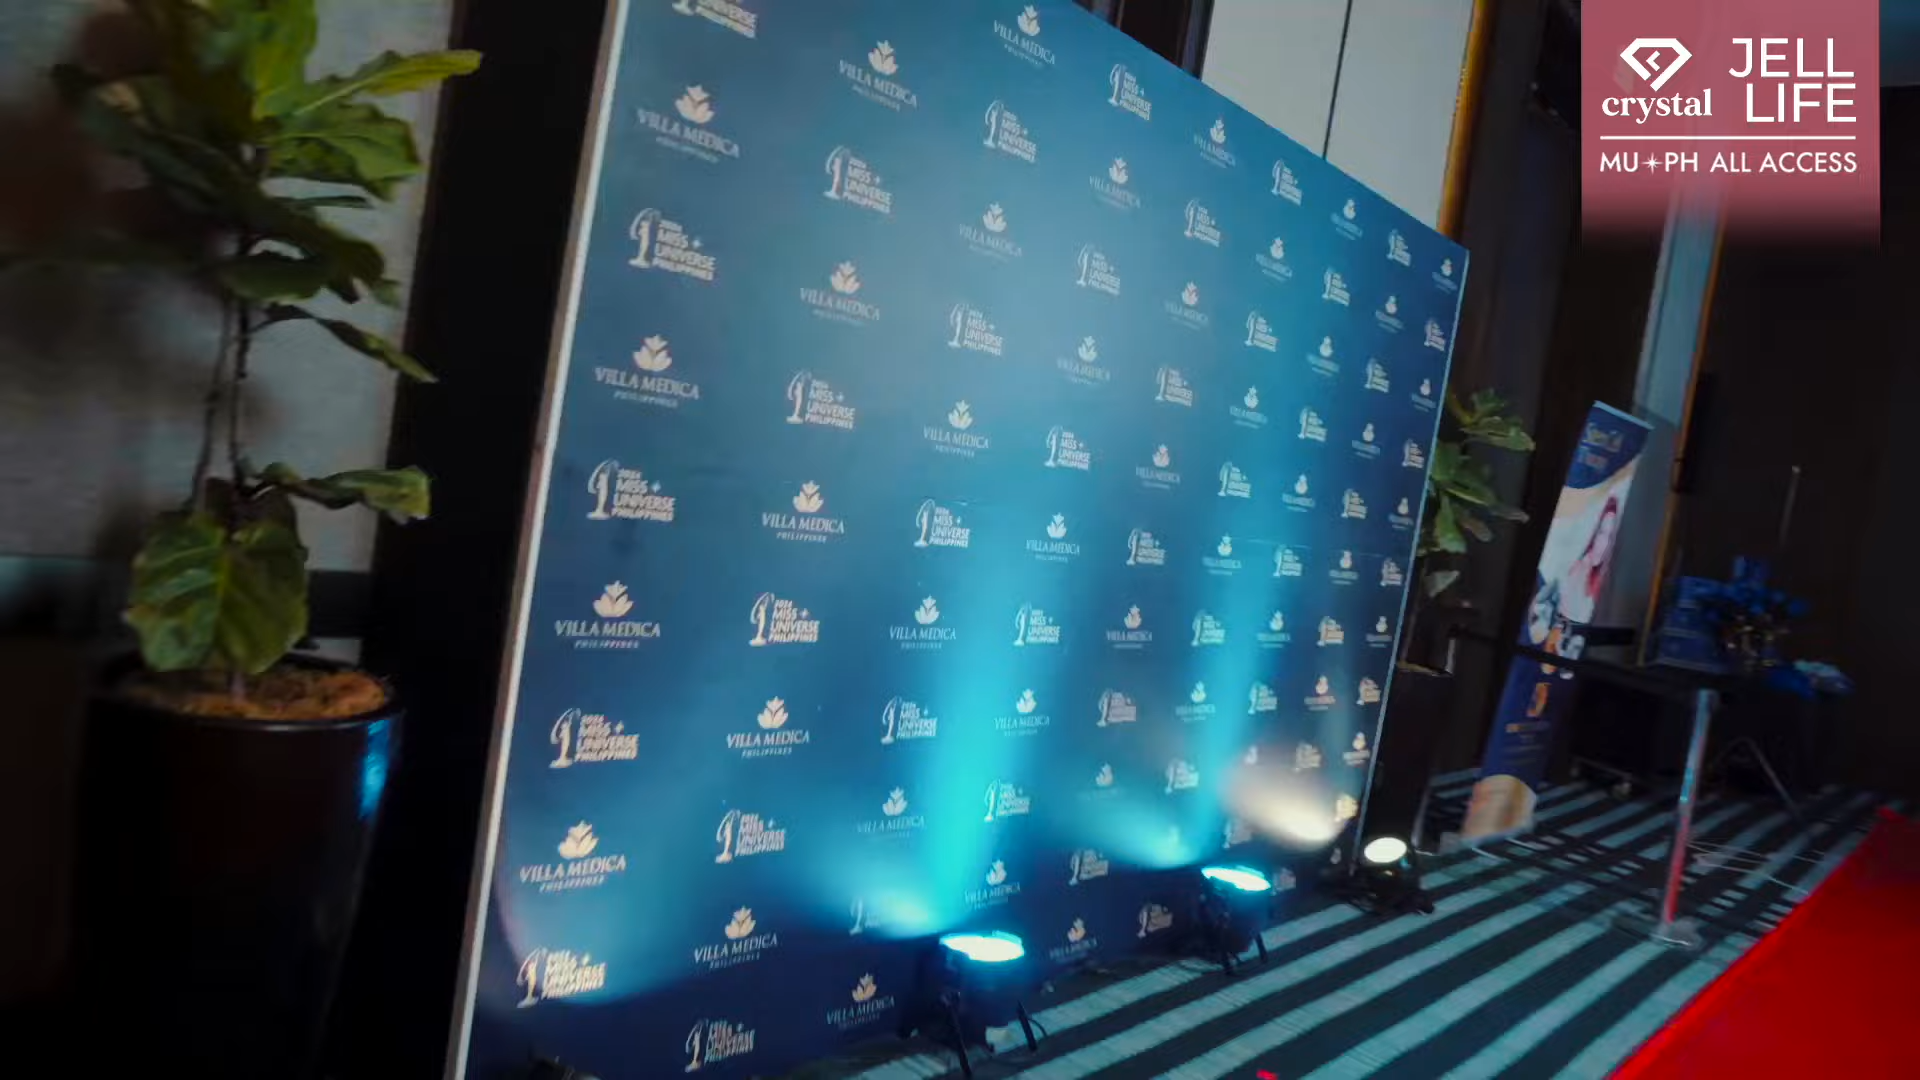 crystal
JELL
LIFE
MU✦PH ALL ACCESS
VILLA MEDICA
PHILIPPINES
2024
MISS +
UNIVERSE
PHILIPPINES